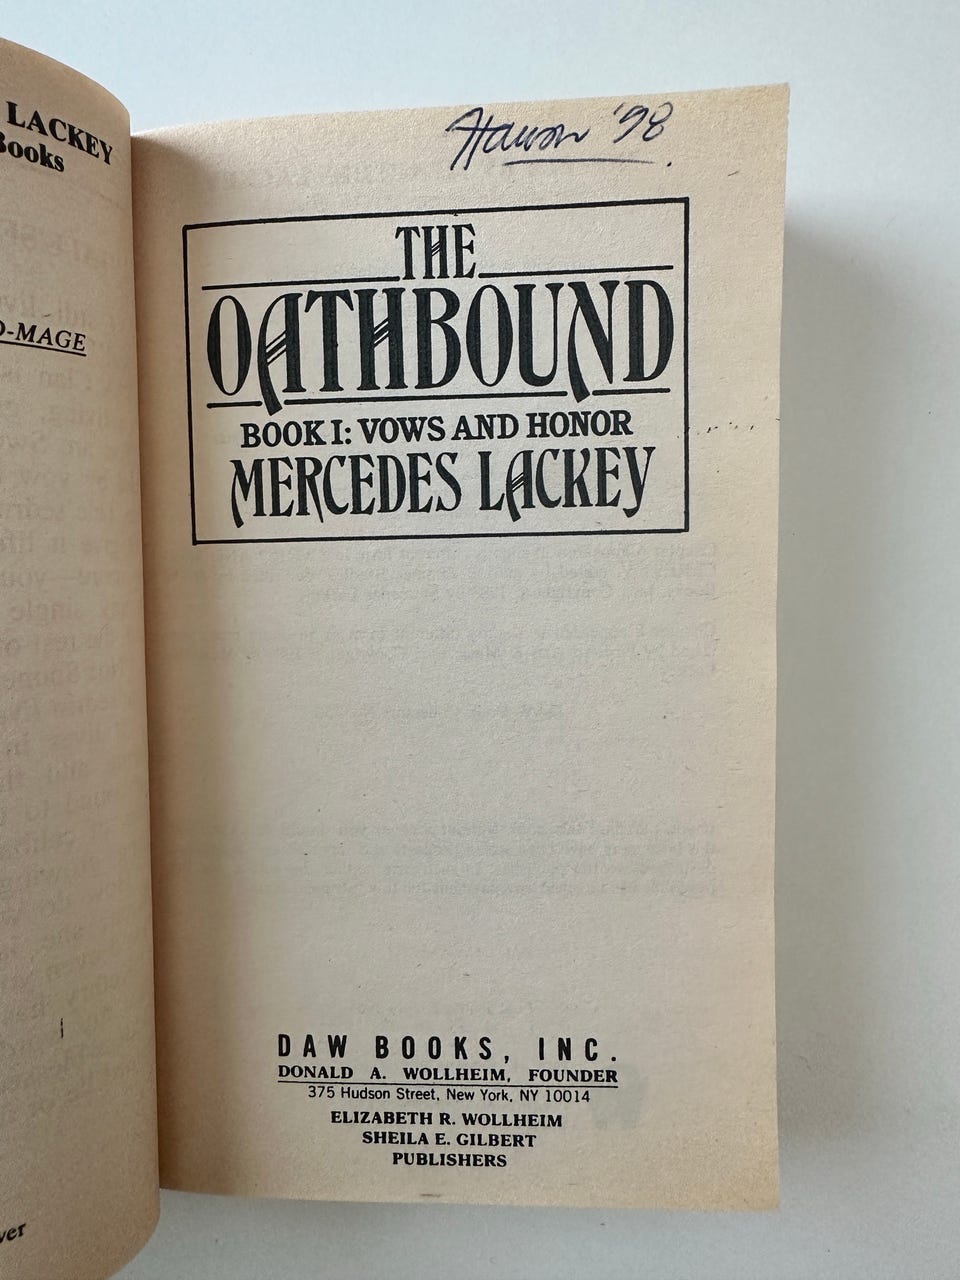 LACKEY
Books
O-MAGE
ver
'98
THE
OATHBOUND
BOOK I: VOWS AND HONOR
MERCEDES LACKEY
DAW BOOKS, INC.
DONALD A. WOLLHEIM, FOUNDER
375 Hudson Street, New York, NY 10014
ELIZABETH R. WOLLHEIM
SHEILA E. GILBERT
PUBLISHERS